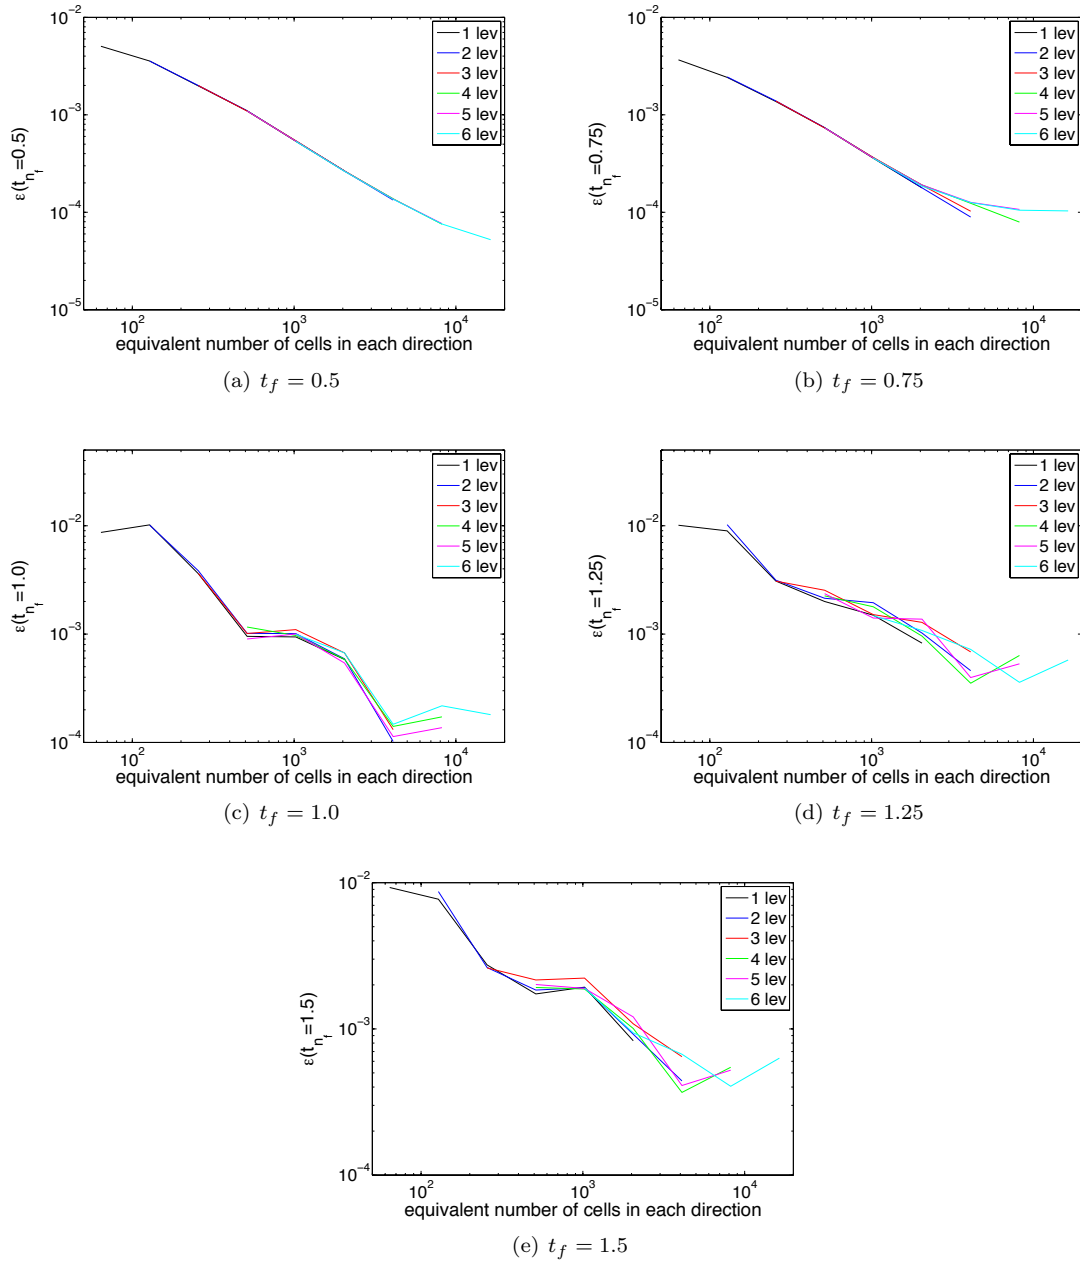 10^-2
10^-3
10^-4
10^-5
ε(t_{n_f}=0.5)
1 lev
2 lev
3 lev
4 lev
5 lev
6 lev
10^2 10^3 10^4
equivalent number of cells in each direction
(a) t_f = 0.5
10^-2
10^-3
10^-4
10^-5
ε(t_{n_f}=0.75)
1 lev
2 lev
3 lev
4 lev
5 lev
6 lev
10^2 10^3 10^4
equivalent number of cells in each direction
(b) t_f = 0.75
10^-2
10^-3
10^-4
ε(t_{n_f}=1.0)
1 lev
2 lev
3 lev
4 lev
5 lev
6 lev
10^2 10^3 10^4
equivalent number of cells in each direction
(c) t_f = 1.0
10^-2
10^-3
10^-4
ε(t_{n_f}=1.25)
1 lev
2 lev
3 lev
4 lev
5 lev
6 lev
10^2 10^3 10^4
equivalent number of cells in each direction
(d) t_f = 1.25
10^-2
10^-3
10^-4
ε(t_{n_f}=1.5)
1 lev
2 lev
3 lev
4 lev
5 lev
6 lev
10^2 10^3 10^4
equivalent number of cells in each direction
(e) t_f = 1.5